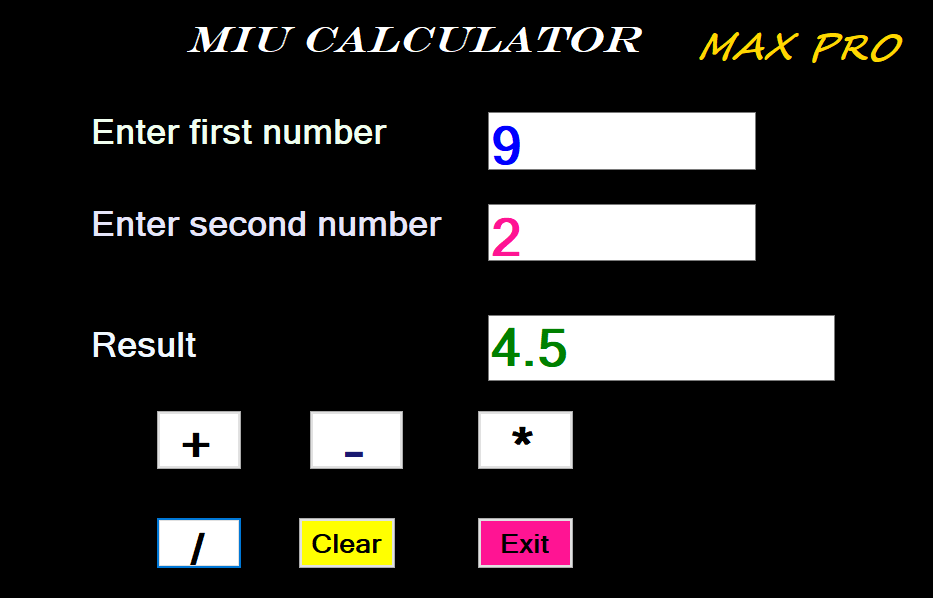 MIU CALCULATOR MAX PRO
Enter first number 9
Enter second number 2
Result 4.5
+ - *
/ Clear Exit